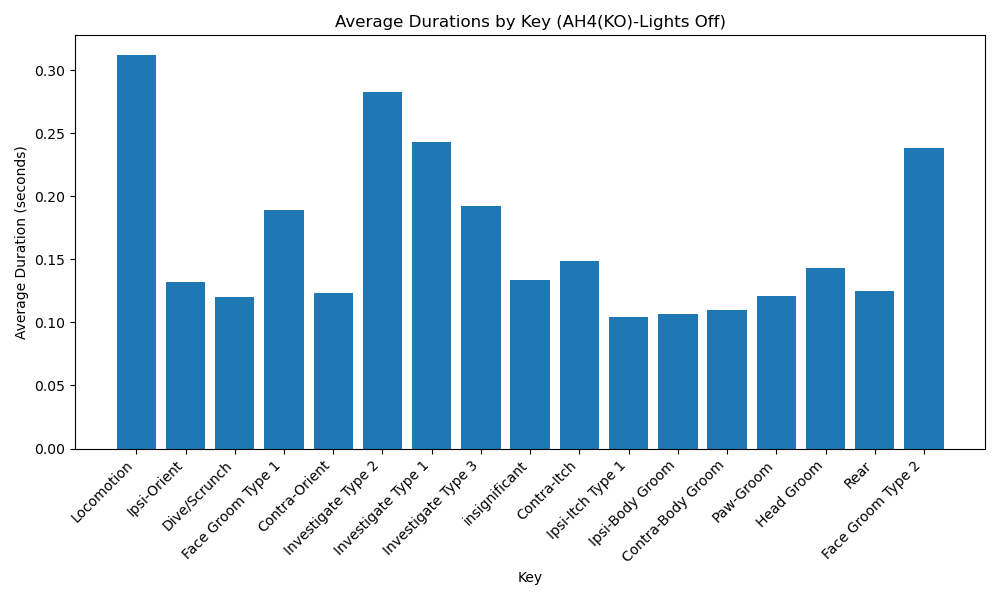 Average Durations by Key (AH4(KO)-Lights Off)
Average Duration (seconds)
0.30
0.25
0.20
0.15
0.10
0.05
0.00
Locomotion
Ipsi-Orient
Dive/Scrunch
Face Groom Type 1
Contra-Orient
Investigate Type 2
Investigate Type 1
Investigate Type 3
insignificant
Contra-Itch
Ipsi-Itch Type 1
Ipsi-Body Groom
Contra-Body Groom
Paw-Groom
Head Groom
Rear
Face Groom Type 2
Key